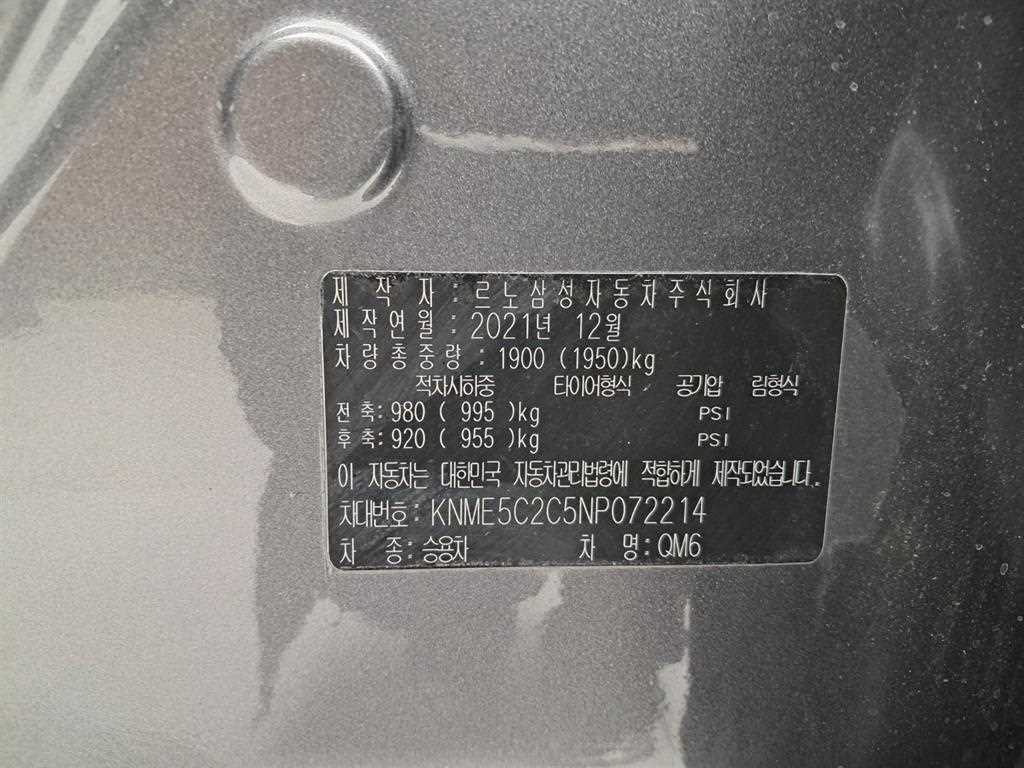 제 작 자 : 르노삼성자동차주식회사
제작연월 : 2021년 12월
차량총중량 : 1900 (1950)kg
적차시하중 타이어형식 공기압 림형식
전축: 980 ( 995 )kg PSI
후축: 920 ( 955 )kg PSI
이 자동차는 대한민국 자동차관리법령에 적합하게 제작되었습니다.
차대번호: KNME5C2C5NP072214
차 종: 승용차 차 명: QM6